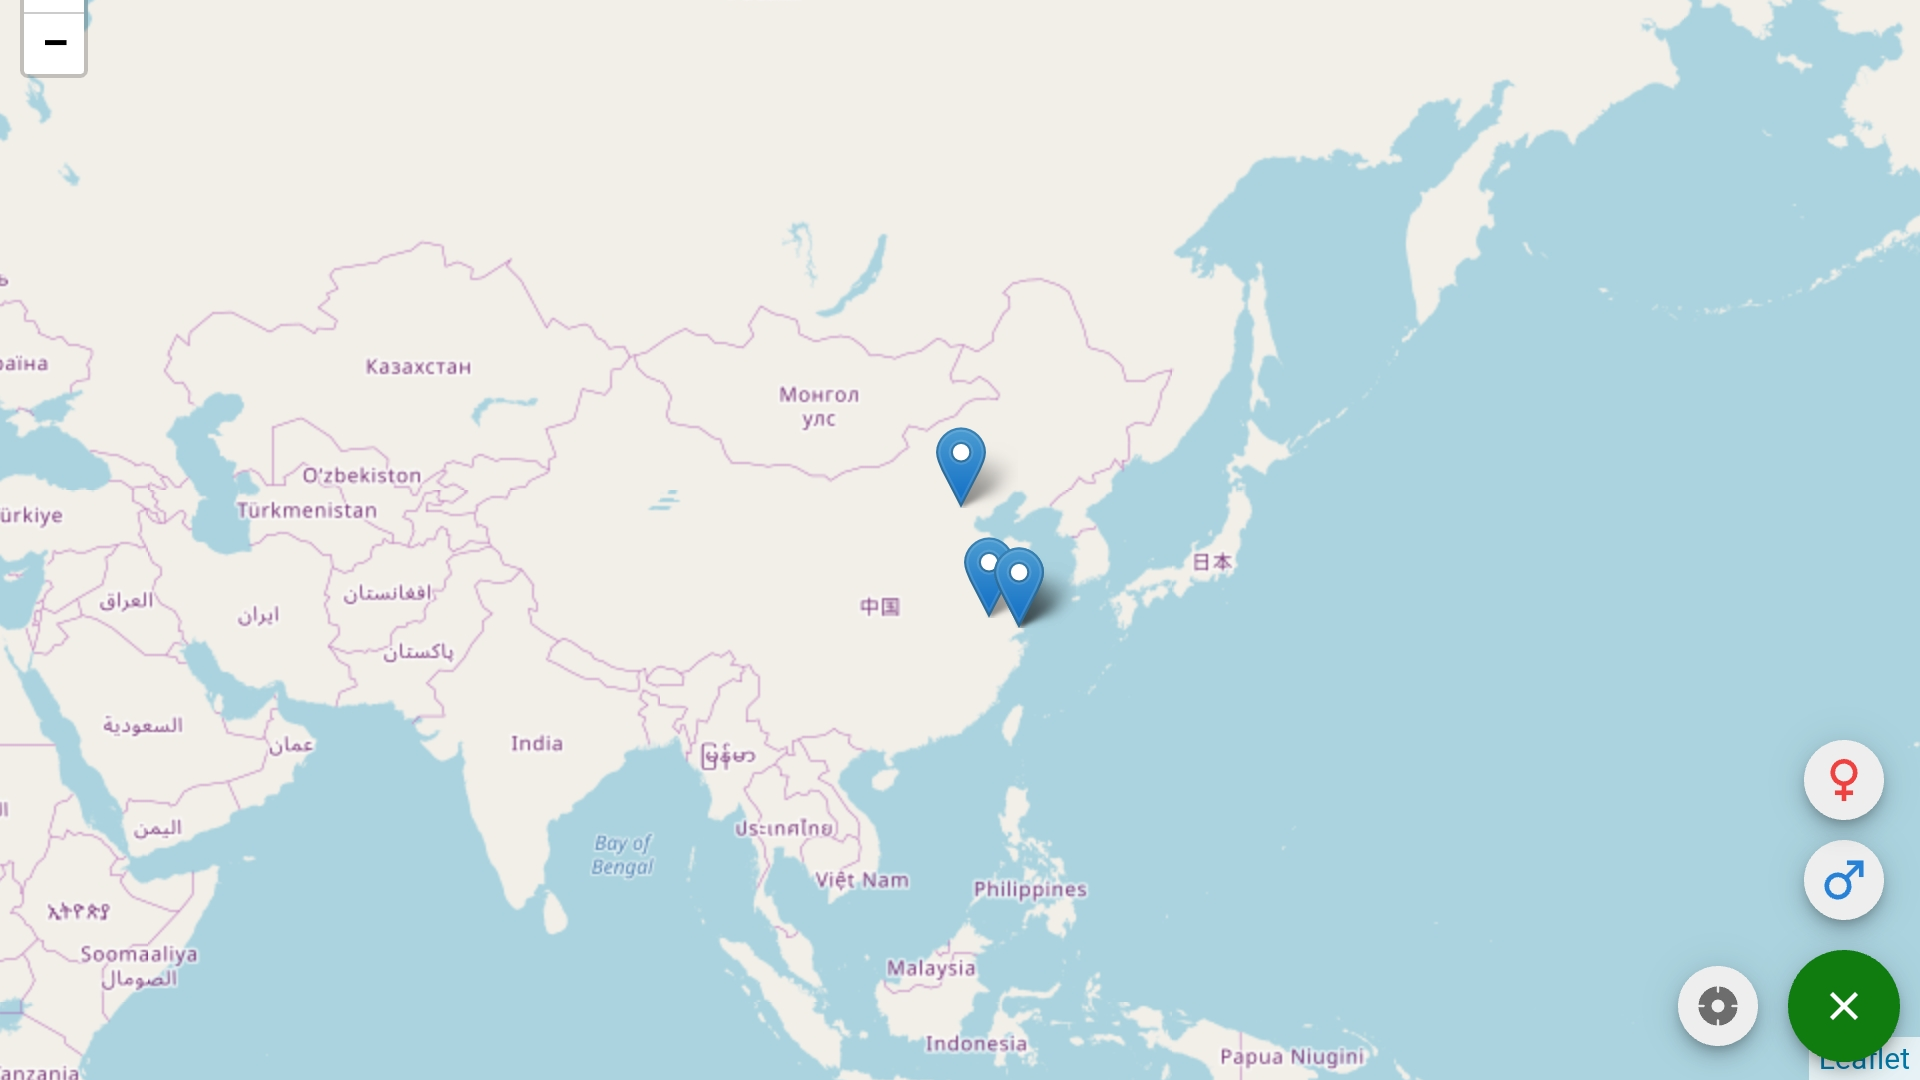 −
Казахстан
Монгол
улс
O'zbekiston
Türkmenistan
ürkiye
افغانستان
العراق
ایران
پاکستان
中国
日本
السعودية
عمان
India
မြန်မာ
اليمن
ประเทศไทย
Bay of
Bengal
Việt Nam
Philippines
ኢትዮጵያ
Soomaaliya
الصومال
Malaysia
Indonesia
Papua Niugini
anzania
Leaflet